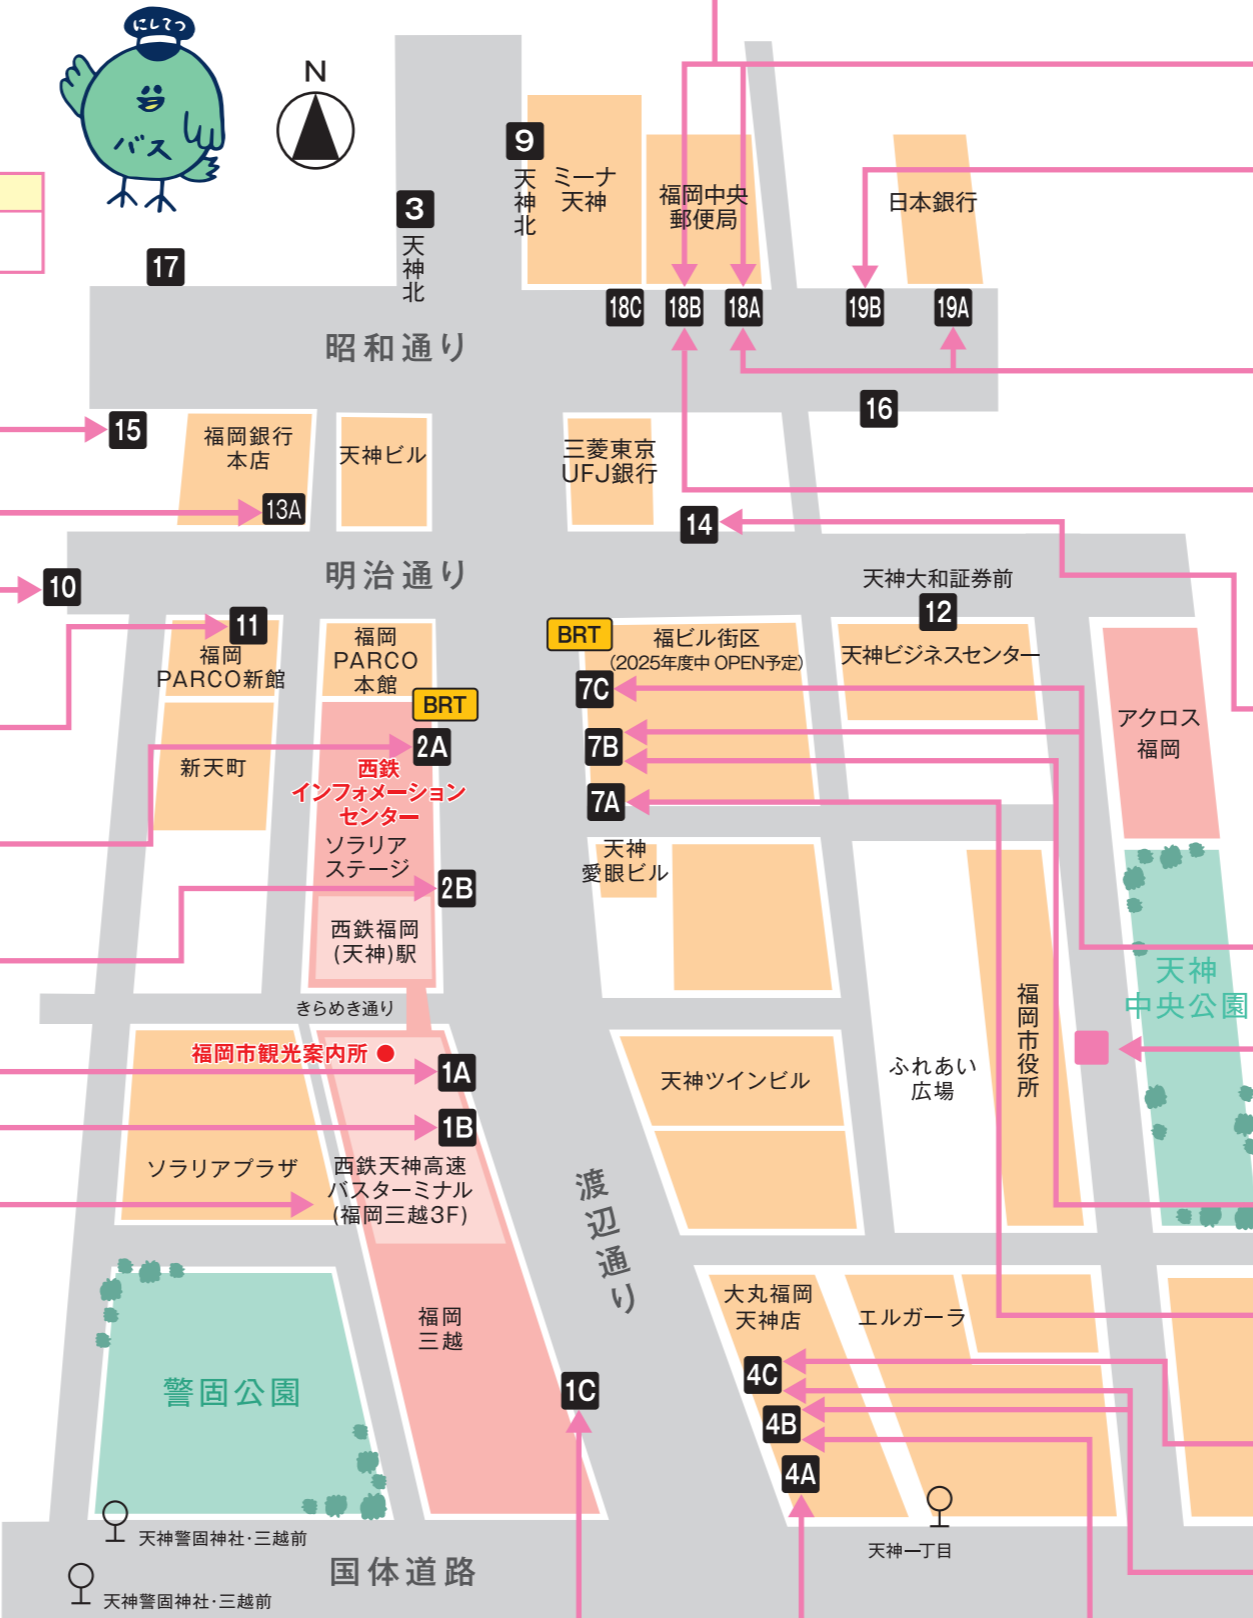 にしてつ
バス
N
9
天神北
ミーナ
天神
福岡中央
郵便局
日本銀行
3
天神北
17
18C
18B
18A
19B
19A
昭和通り
16
15
福岡銀行
本店
天神ビル
三菱東京
UFJ銀行
13A
14
明治通り
10
天神大和証券前
12
11
福岡
PARCO新館
福岡
PARCO
本館
BRT
福ビル街区
(2025年度中 OPEN予定)
天神ビジネスセンター
7C
BRT
2A
7B
7A
アクロス
福岡
新天町
西鉄
インフォメーション
センター
ソラリア
ステージ
天神
愛眼ビル
2B
西鉄福岡
(天神)駅
天神
中央公園
きらめき通り
福岡市役所
福岡市観光案内所
1A
天神ツインビル
ふれあい
広場
1B
ソラリアプラザ
西鉄天神高速
バスターミナル
(福岡三越3F)
渡辺通り
福岡
三越
大丸福岡
天神店
エルガーラ
警固公園
1C
4C
4B
4A
天神警固神社・三越前
天神一丁目
国体道路
天神警固神社・三越前